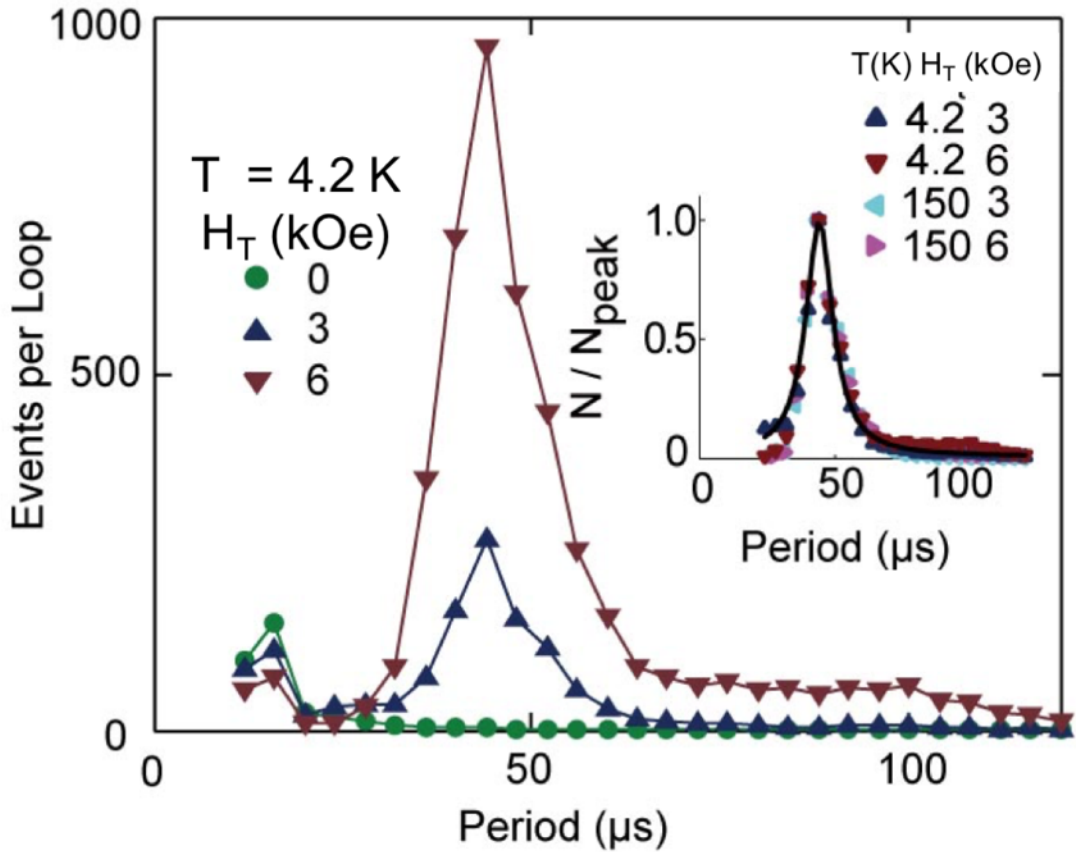 1000
500
0
Events per Loop
0 50 100
Period (µs)
T = 4.2 K
H_T (kOe)
0
3
6
T(K) H_T (kOe)
4.2 3
4.2 6
150 3
150 6
1.0
0.5
0
N / N_peak
0 50 100
Period (µs)